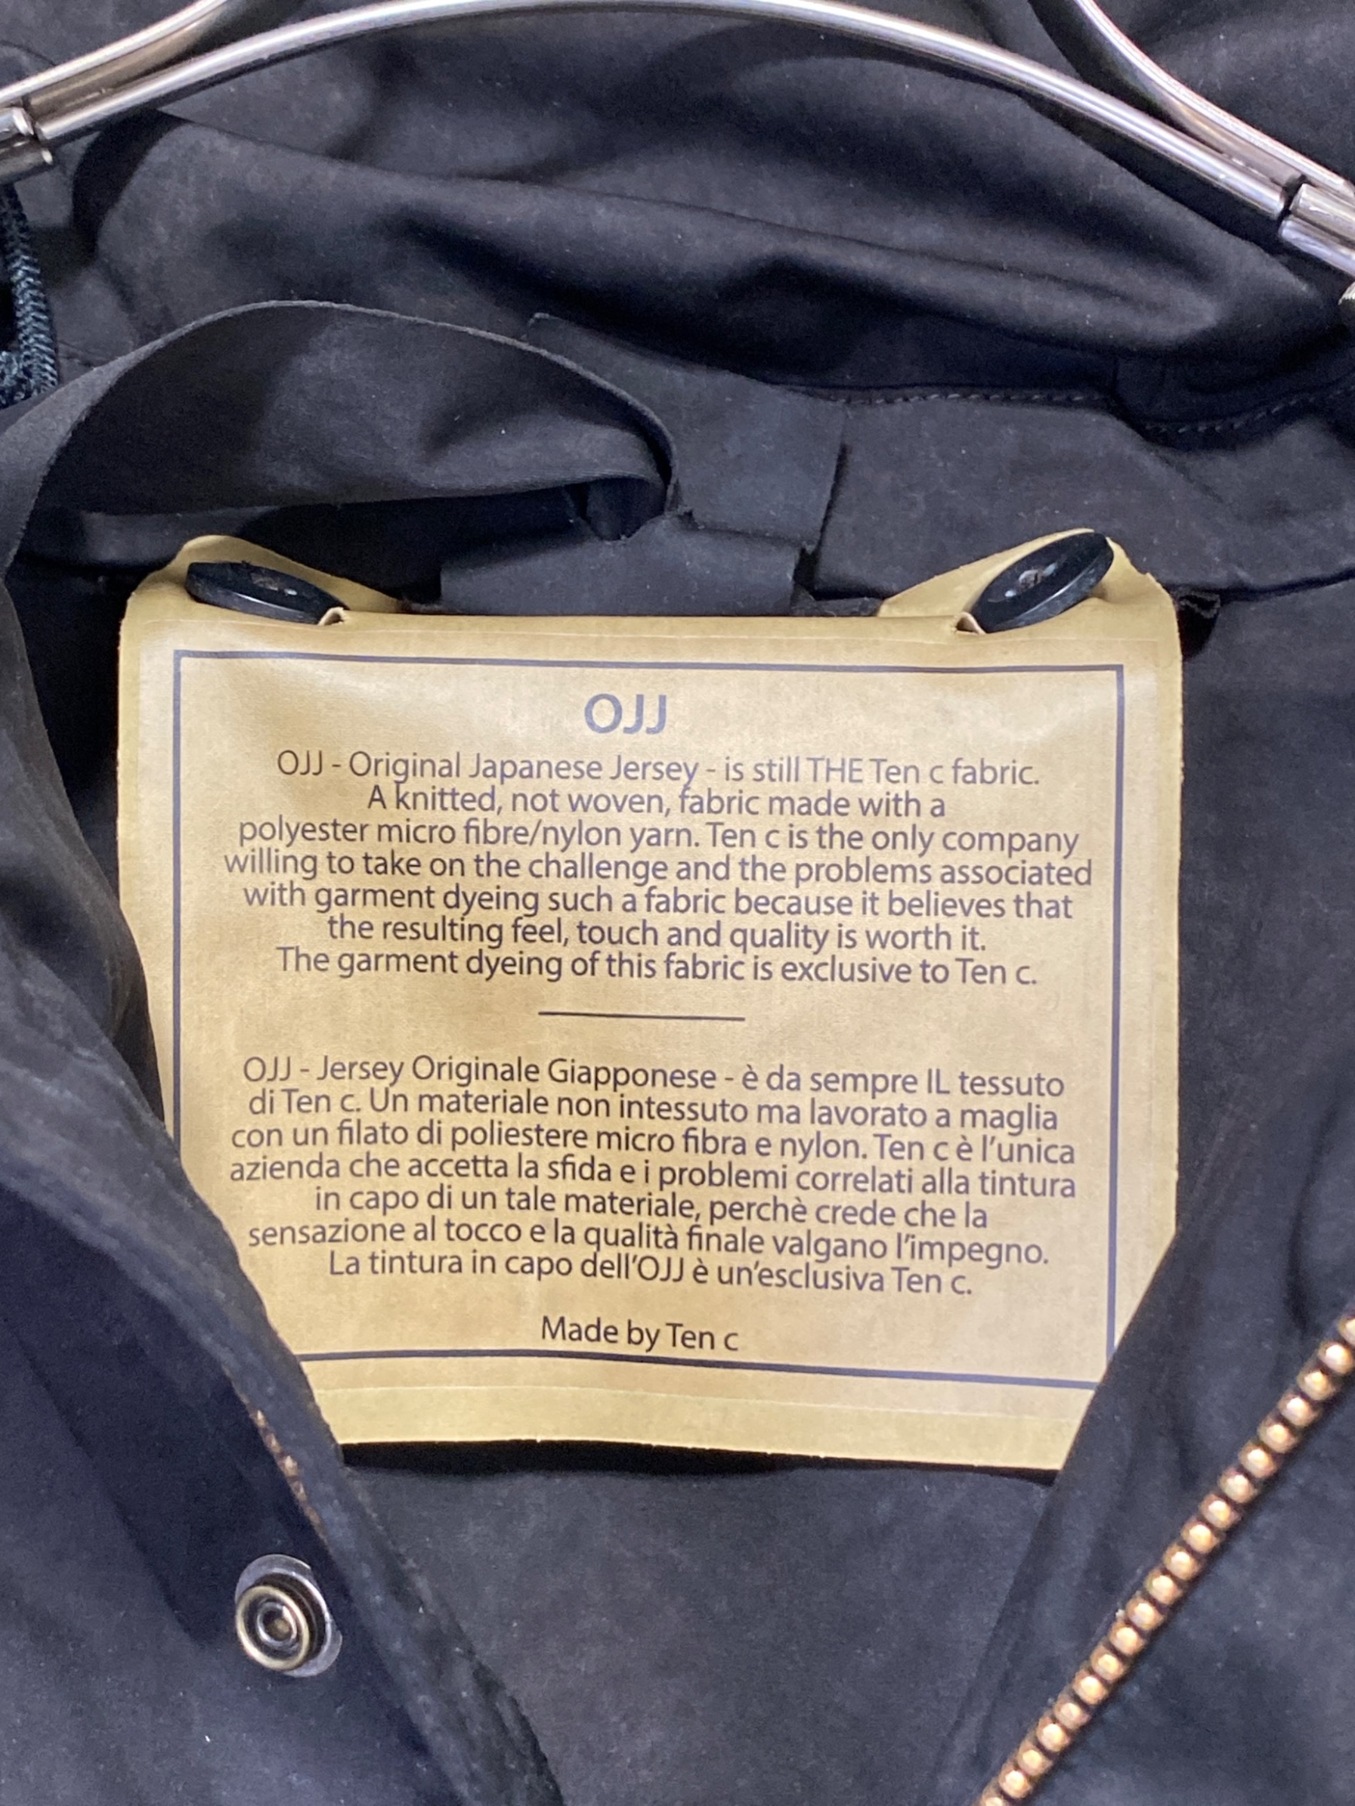 OJJ
OJJ - Original Japanese Jersey - is still THE Ten c fabric.
A knitted, not woven, fabric made with a
polyester micro fibre/nylon yarn. Ten c is the only company
willing to take on the challenge and the problems associated
with garment dyeing such a fabric because it believes that
the resulting feel, touch and quality is worth it.
The garment dyeing of this fabric is exclusive to Ten c.
OJJ - Jersey Originale Giapponese - è da sempre IL tessuto
di Ten c. Un materiale non intessuto ma lavorato a maglia
con un filato di poliestere micro fibra e nylon. Ten c è l'unica
azienda che accetta la sfida e i problemi correlati alla tintura
in capo di un tale materiale, perchè crede che la
sensazione al tocco e la qualità finale valgano l'impegno.
La tintura in capo dell'OJJ è un'esclusiva Ten c.
Made by Ten c